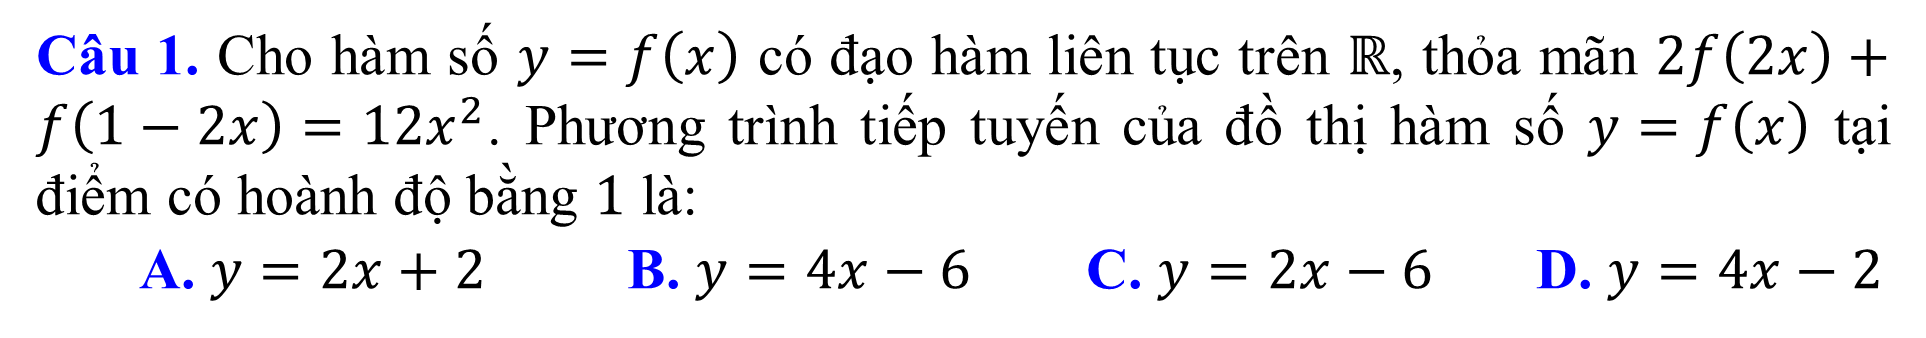 Câu 1. Cho hàm số y = f(x) có đạo hàm liên tục trên ℝ, thỏa mãn 2f(2x) +
f(1 − 2x) = 12x². Phương trình tiếp tuyến của đồ thị hàm số y = f(x) tại
điểm có hoành độ bằng 1 là:
A. y = 2x + 2 B. y = 4x − 6 C. y = 2x − 6 D. y = 4x − 2